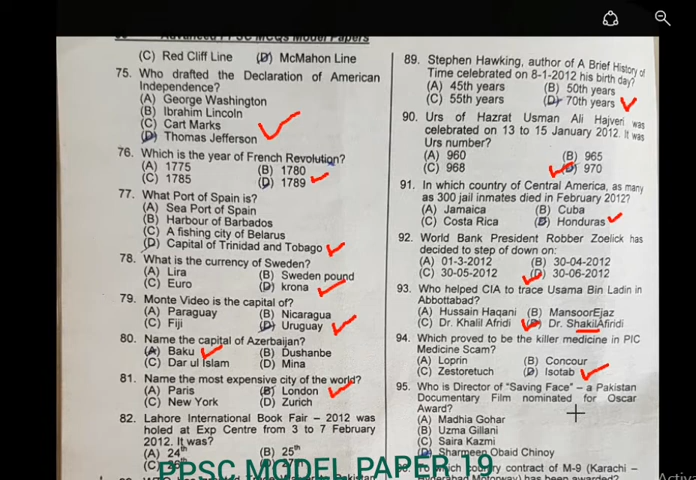 Advanced PPSC MCQs Model Papers
(C) Red Cliff Line (D) McMahon Line
75. Who drafted the Declaration of American
Independence?
(A) George Washington
(B) Ibrahim Lincoln
(C) Cart Marks
(D) Thomas Jefferson
76. Which is the year of French Revolution?
(A) 1775 (B) 1780
(C) 1785 (D) 1789
77. What Port of Spain is?
(A) Sea Port of Spain
(B) Harbour of Barbados
(C) A fishing city of Belarus
(D) Capital of Trinidad and Tobago
78. What is the currency of Sweden?
(A) Lira (B) Sweden pound
(C) Euro (D) krona
79. Monte Video is the capital of?
(A) Paraguay (B) Nicaragua
(C) Fiji (D) Uruguay
80. Name the capital of Azerbaijan?
(A) Baku (B) Dushanbe
(C) Dar ul Islam (D) Mina
81. Name the most expensive city of the world?
(A) Paris (B) London
(C) New York (D) Zurich
82. Lahore International Book Fair – 2012 was
holed at Exp Centre from 3 to 7 February
2012. It was?
(A) 24th (B) 25th
89. Stephen Hawking, author of A Brief History of
Time celebrated on 8-1-2012 his birth day?
(A) 45th years (B) 50th years
(C) 55th years (D) 70th years
90. Urs of Hazrat Usman Ali Hajveri was
celebrated on 13 to 15 January 2012. It was
Urs number?
(A) 960 (B) 965
(C) 968 (D) 970
91. In which country of Central America, as many
as 300 jail inmates died in February 2012?
(A) Jamaica (B) Cuba
(C) Costa Rica (D) Honduras
92. World Bank President Robber Zoelick has
decided to step of down on:
(A) 01-3-2012 (B) 30-04-2012
(C) 30-05-2012 (D) 30-06-2012
93. Who helped CIA to trace Usama Bin Ladin in
Abbottabad?
(A) Hussain Haqani (B) MansoorEjaz
(C) Dr. Khalil Afridi (D) Dr. ShakilAfiridi
94. Which proved to be the killer medicine in PIC
Medicine Scam?
(A) Loprin (B) Concour
(C) Zestoretuch (D) Isotab
95. Who is Director of "Saving Face" – a Pakistan
Documentary Film nominated for Oscar
Award?
(A) Madhia Gohar
(B) Uzma Gillani
(C) Saira Kazmi
(D) Sharmeen Obaid Chinoy
country contract of M-9 (Karachi –
PPSC MODEL PAPER 19